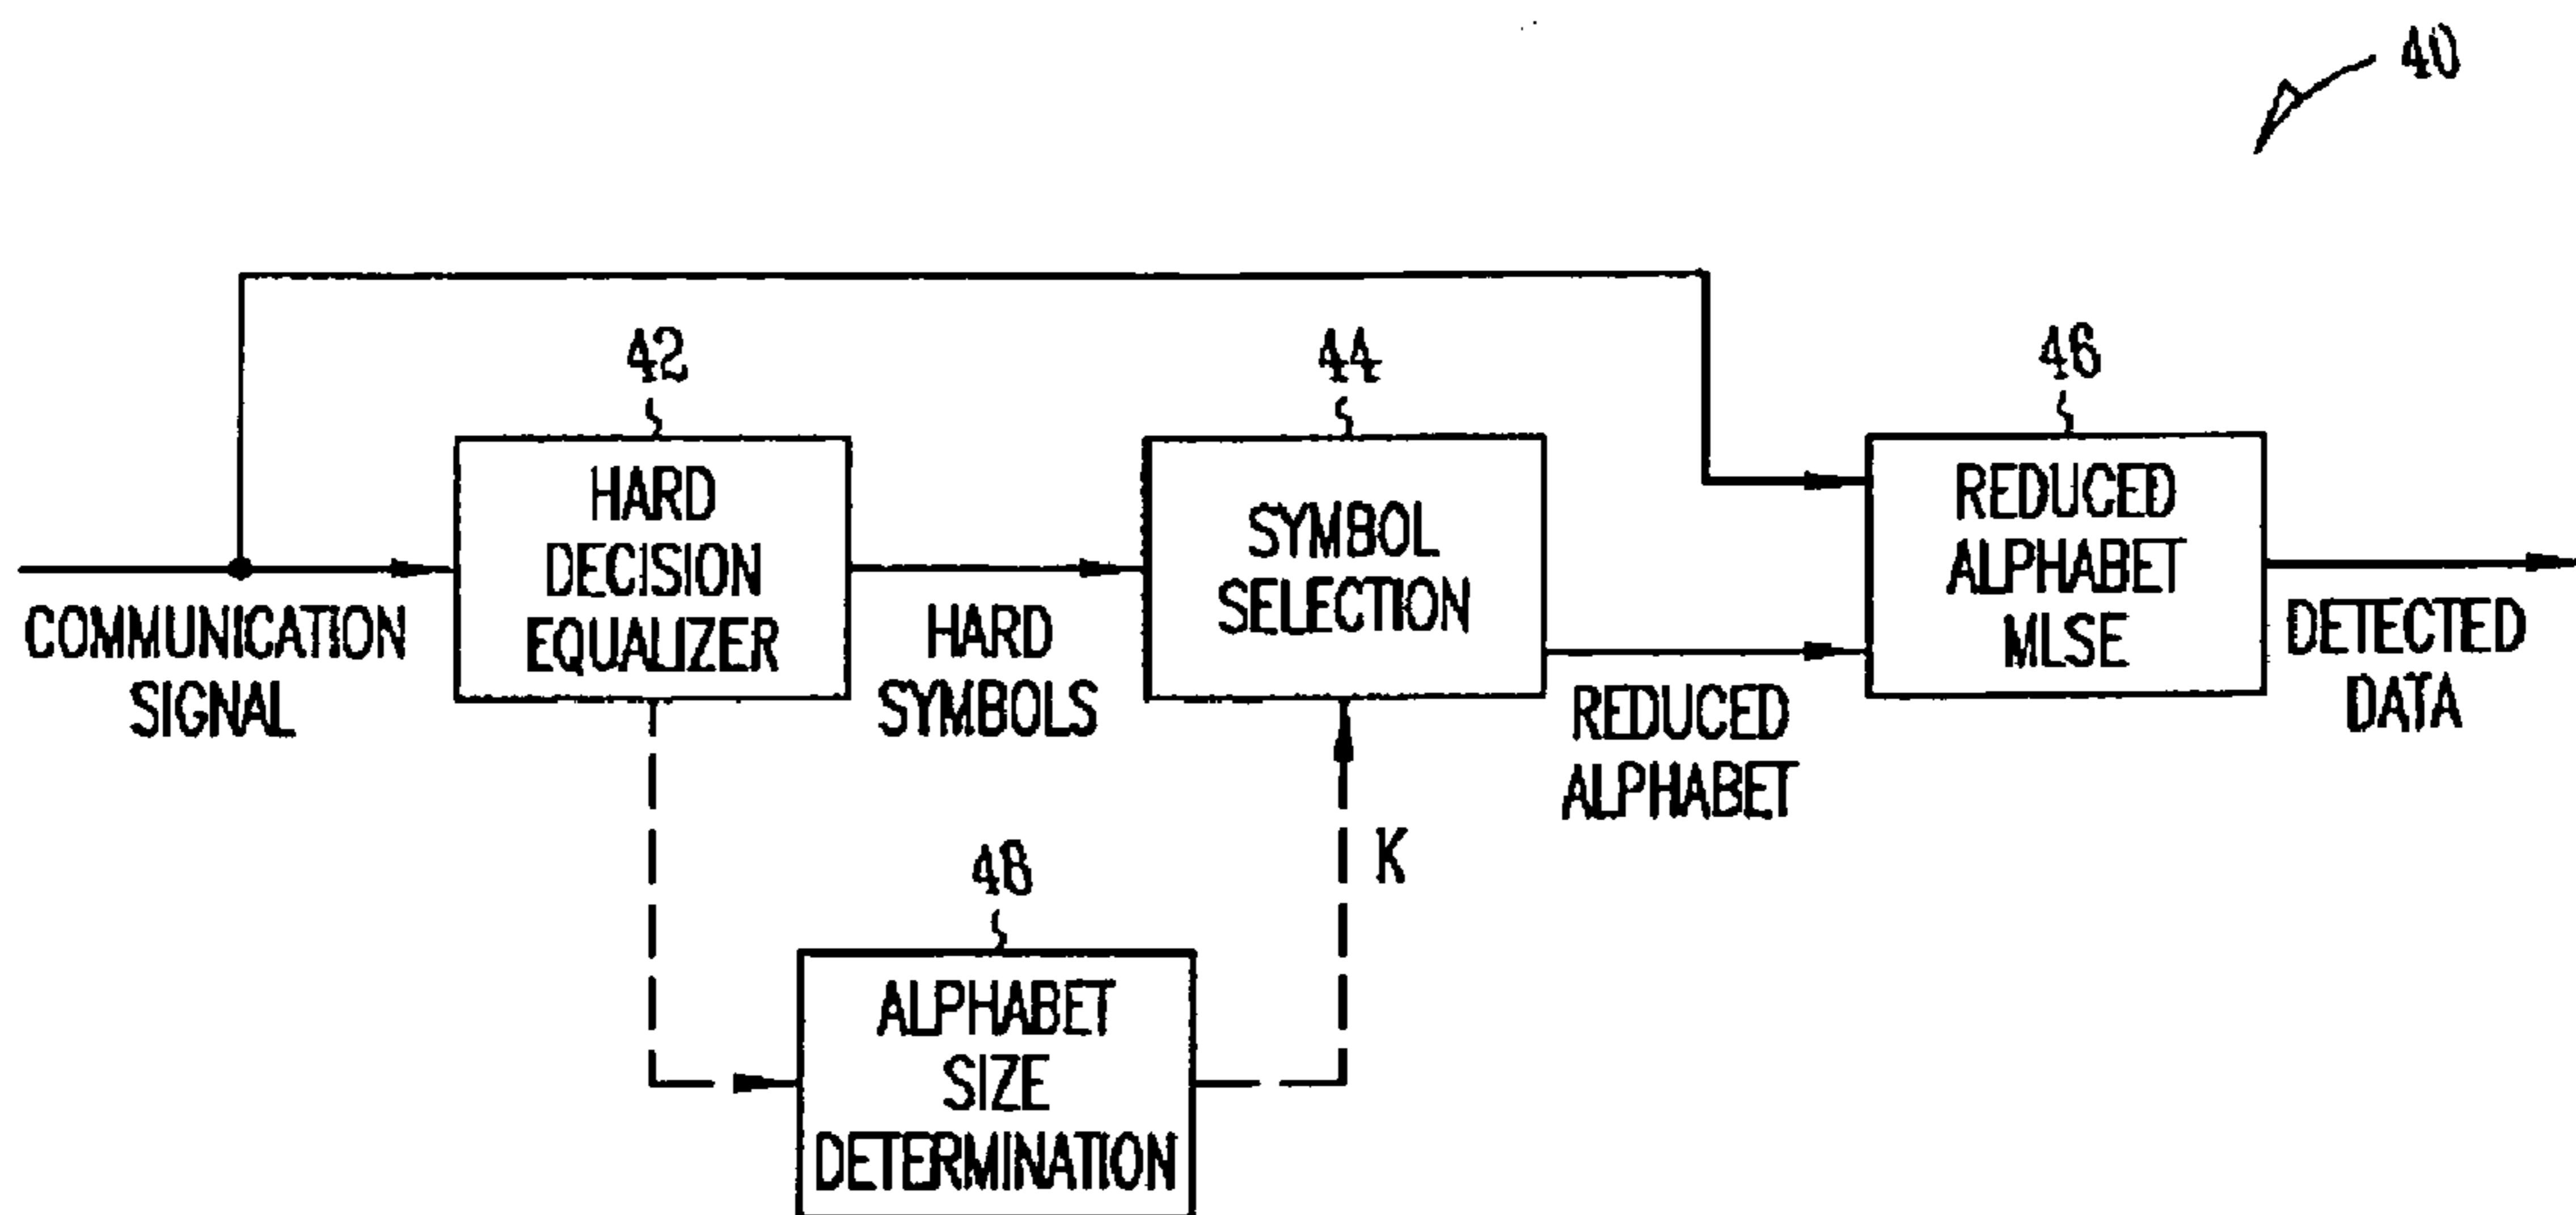 40
42
44
46
HARD
DECISION
EQUALIZER
SYMBOL
SELECTION
REDUCED
ALPHABET
MLSE
COMMUNICATION
SIGNAL
HARD
SYMBOLS
REDUCED
ALPHABET
DETECTED
DATA
K
48
ALPHABET
SIZE
DETERMINATION